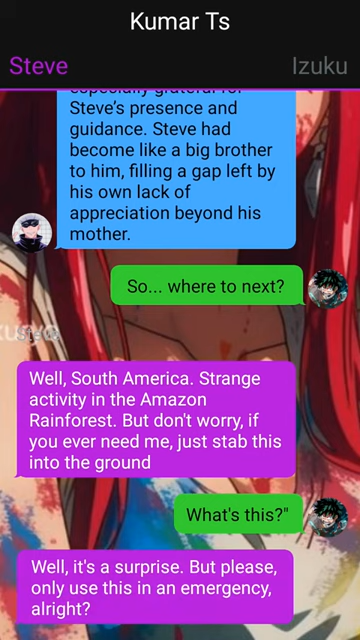 Kumar Ts
Steve
Izuku
especially grateful for
Steve’s presence and
guidance. Steve had
become like a big brother
to him, filling a gap left by
his own lack of
appreciation beyond his
mother.
So... where to next?
Well, South America. Strange
activity in the Amazon
Rainforest. But don't worry, if
you ever need me, just stab this
into the ground
What's this?"
Well, it's a surprise. But please,
only use this in an emergency,
alright?